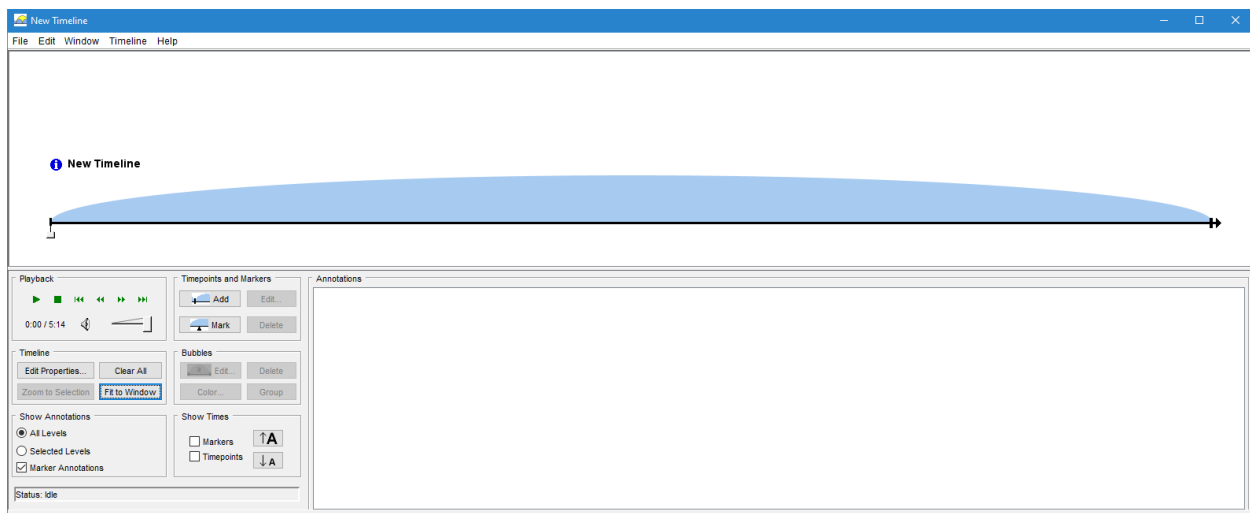 New Timeline
File Edit Window Timeline Help
New Timeline
Playback
0:00 / 5:14
Timepoints and Markers
Add Edit...
Mark Delete
Annotations
Timeline
Edit Properties... Clear All
Zoom to Selection Fit to Window
Bubbles
Edit... Delete
Color... Group
Show Annotations
All Levels
Selected Levels
Marker Annotations
Show Times
Markers
Timepoints
↑A
↓A
Status: Idle